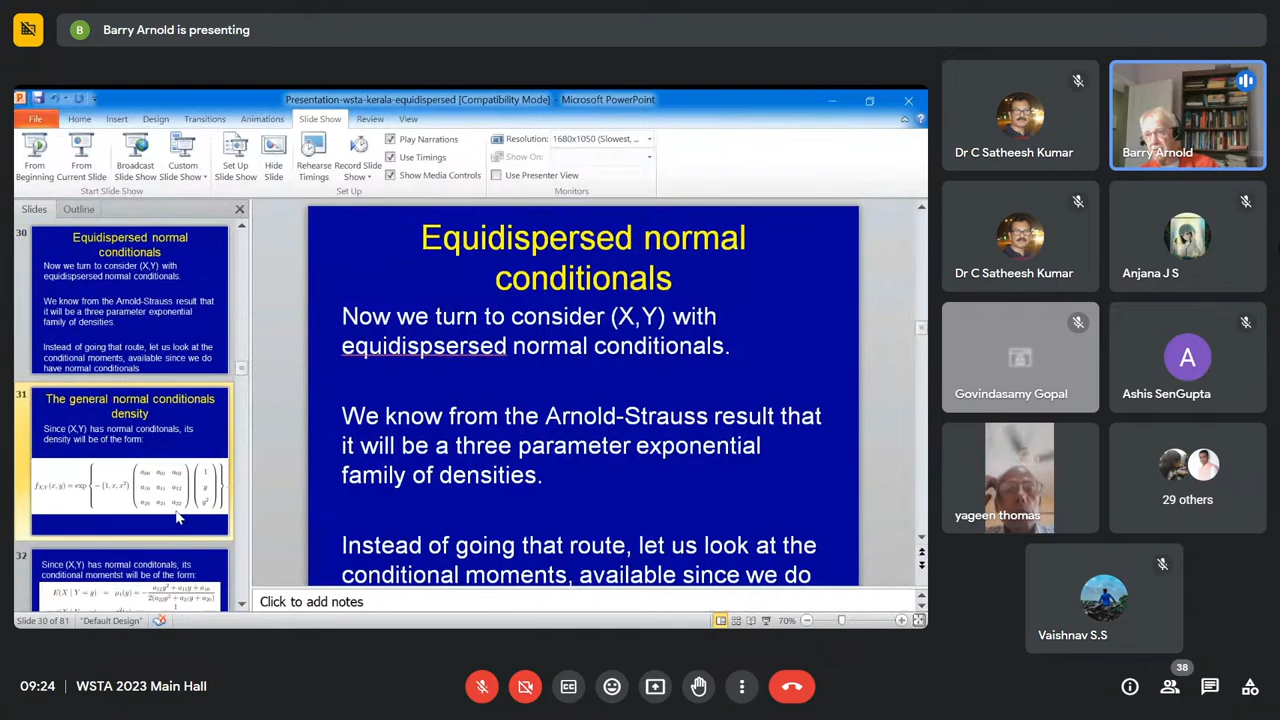 B Barry Arnold is presenting
Presentation-wsta-kerala-equidispersed [Compatibility Mode] - Microsoft PowerPoint
File Home Insert Design Transitions Animations Slide Show Review View
From Beginning
From Current Slide
Broadcast Slide Show
Custom Slide Show
Set Up Slide Show
Hide Slide
Rehearse Timings
Record Slide Show
Play Narrations
Use Timings
Show Media Controls
Resolution: 1680x1050 (Slowest, ...
Show On:
Use Presenter View
Start Slide Show
Set Up
Monitors
Slides Outline
30
Equidispersed normal
conditionals
Now we turn to consider (X,Y) with
equidispsersed normal conditionals.
We know from the Arnold-Strauss result that
it will be a three parameter exponential
family of densities.
Instead of going that route, let us look at the
conditional moments, available since we do
have normal conditionals
31
The general normal conditionals
density
Since (X,Y) has normal conditonals, its
density will be of the form:
32
Since (X,Y) has normal conditonals, its
Equidispersed normal
conditionals
Now we turn to consider (X,Y) with
equidispsersed normal conditionals.
We know from the Arnold-Strauss result that
it will be a three parameter exponential
family of densities.
Instead of going that route, let us look at the
conditional moments, available since we do
Click to add notes
Slide 30 of 81 "Default Design" 70%
Dr C Satheesh Kumar
Barry Arnold
Dr C Satheesh Kumar
Anjana J S
Govindasamy Gopal
A
Ashis SenGupta
yageen thomas
29 others
Vaishnav S.S
09:24 | WSTA 2023 Main Hall
38